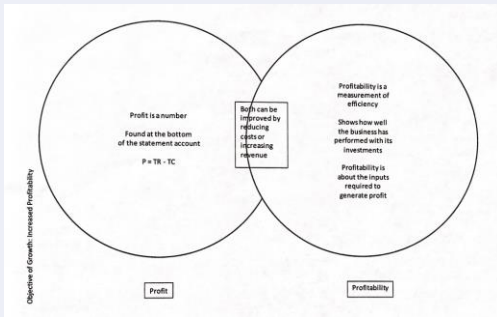 Objective of Growth: Increased Profitability
Profit is a number
Found at the bottom
of the statement account
P = TR - TC
Both can be
improved by
reducing
costs or
increasing
revenue
Profitability is a
measurement of
efficiency
Shows how well
the business has
performed with its
investments
Profitability is
about the inputs
required to
generate profit
Profit
Profitability